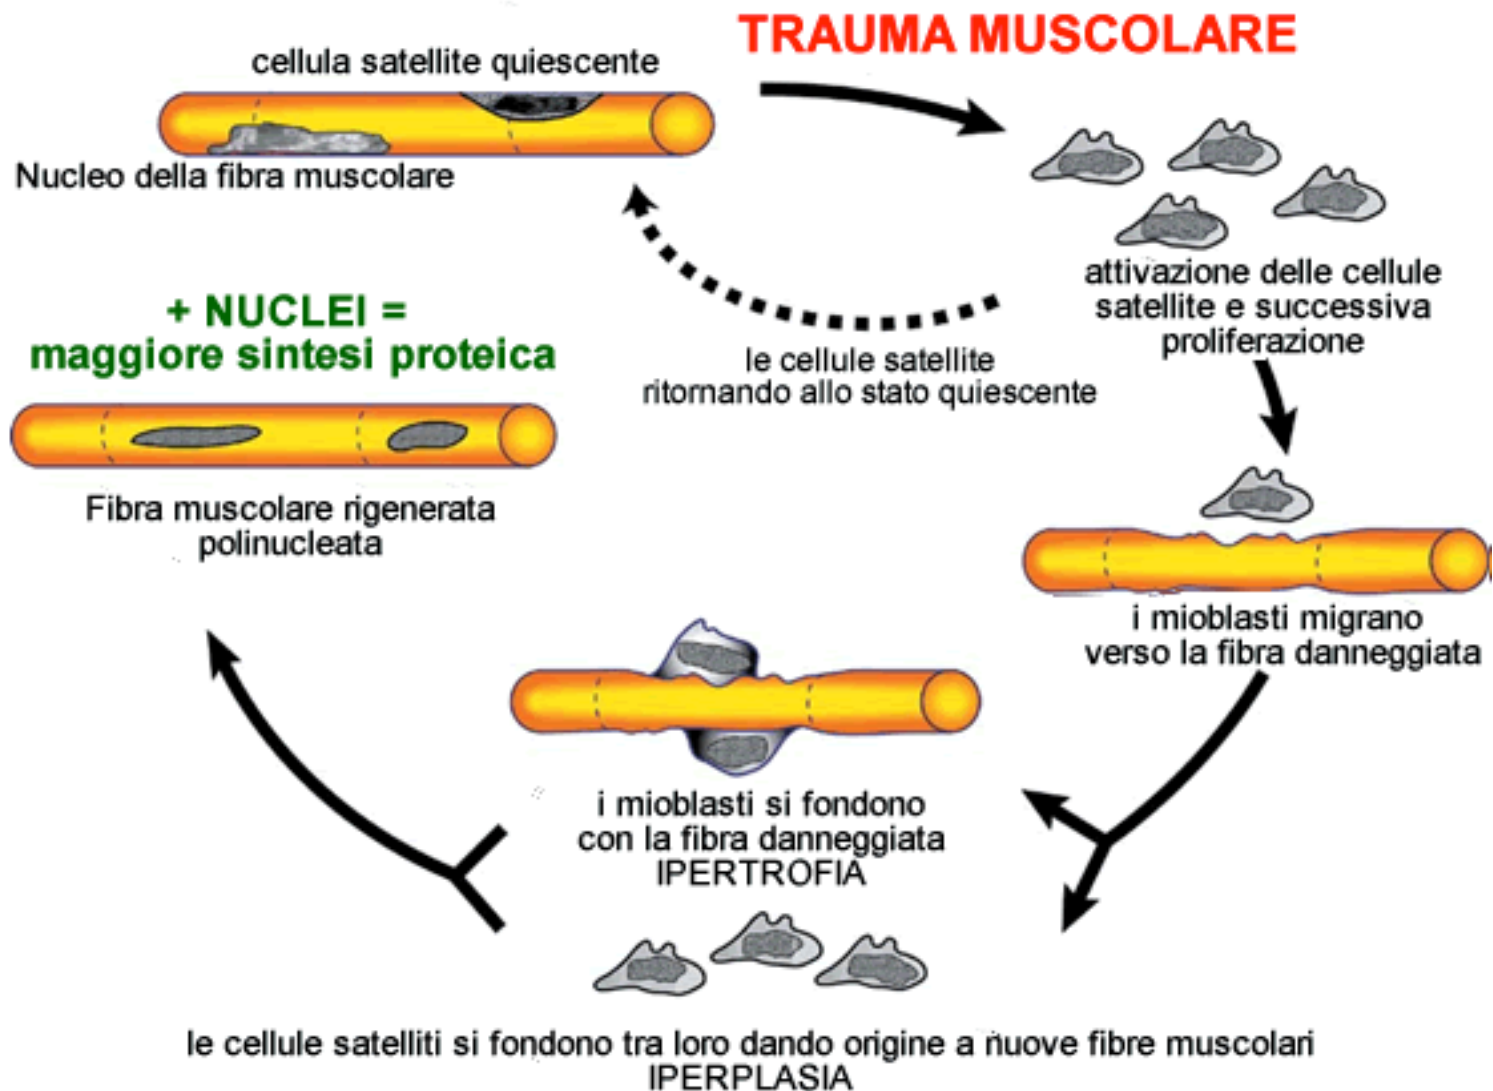 TRAUMA MUSCOLARE
cellula satellite quiescente
Nucleo della fibra muscolare
attivazione delle cellule
satellite e successiva
proliferazione
le cellule satellite
ritornando allo stato quiescente
+ NUCLEI =
maggiore sintesi proteica
Fibra muscolare rigenerata
polinucleata
i mioblasti migrano
verso la fibra danneggiata
i mioblasti si fondono
con la fibra danneggiata
IPERTROFIA
le cellule satelliti si fondono tra loro dando origine a nuove fibre muscolari
IPERPLASIA